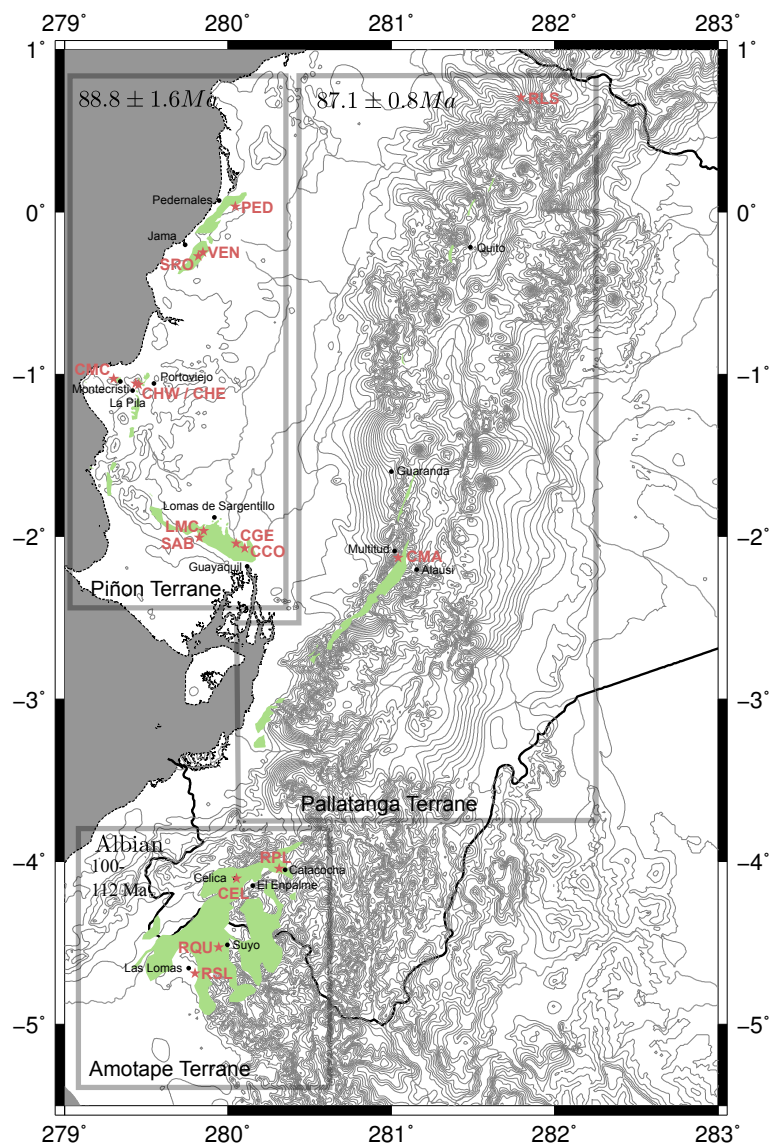 279˚ 280˚ 281˚ 282˚ 283˚
1˚ 1˚
88.8 ± 1.6Ma 87.1 ± 0.8Ma
RLS
Pedernales
PED
0˚ 0˚
Jama
VEN
Quito
SRO
CMC
−1˚ −1˚
Portoviejo
Montecristi
CHW / CHE
La Pila
Guaranda
Lomas de Sargentillo
LMC
CGE
−2˚ −2˚
SAB
CCO
Multitud
CMA
Guayaquil
Alausi
Piñon Terrane
−3˚ −3˚
Pallatanga Terrane
Albian
100-
112 Ma
RPL
−4˚ −4˚
Catacocha
Celica
El Enpalme
CEL
RQU
Suyo
Las Lomas
RSL
−5˚ −5˚
Amotape Terrane
279˚ 280˚ 281˚ 282˚ 283˚